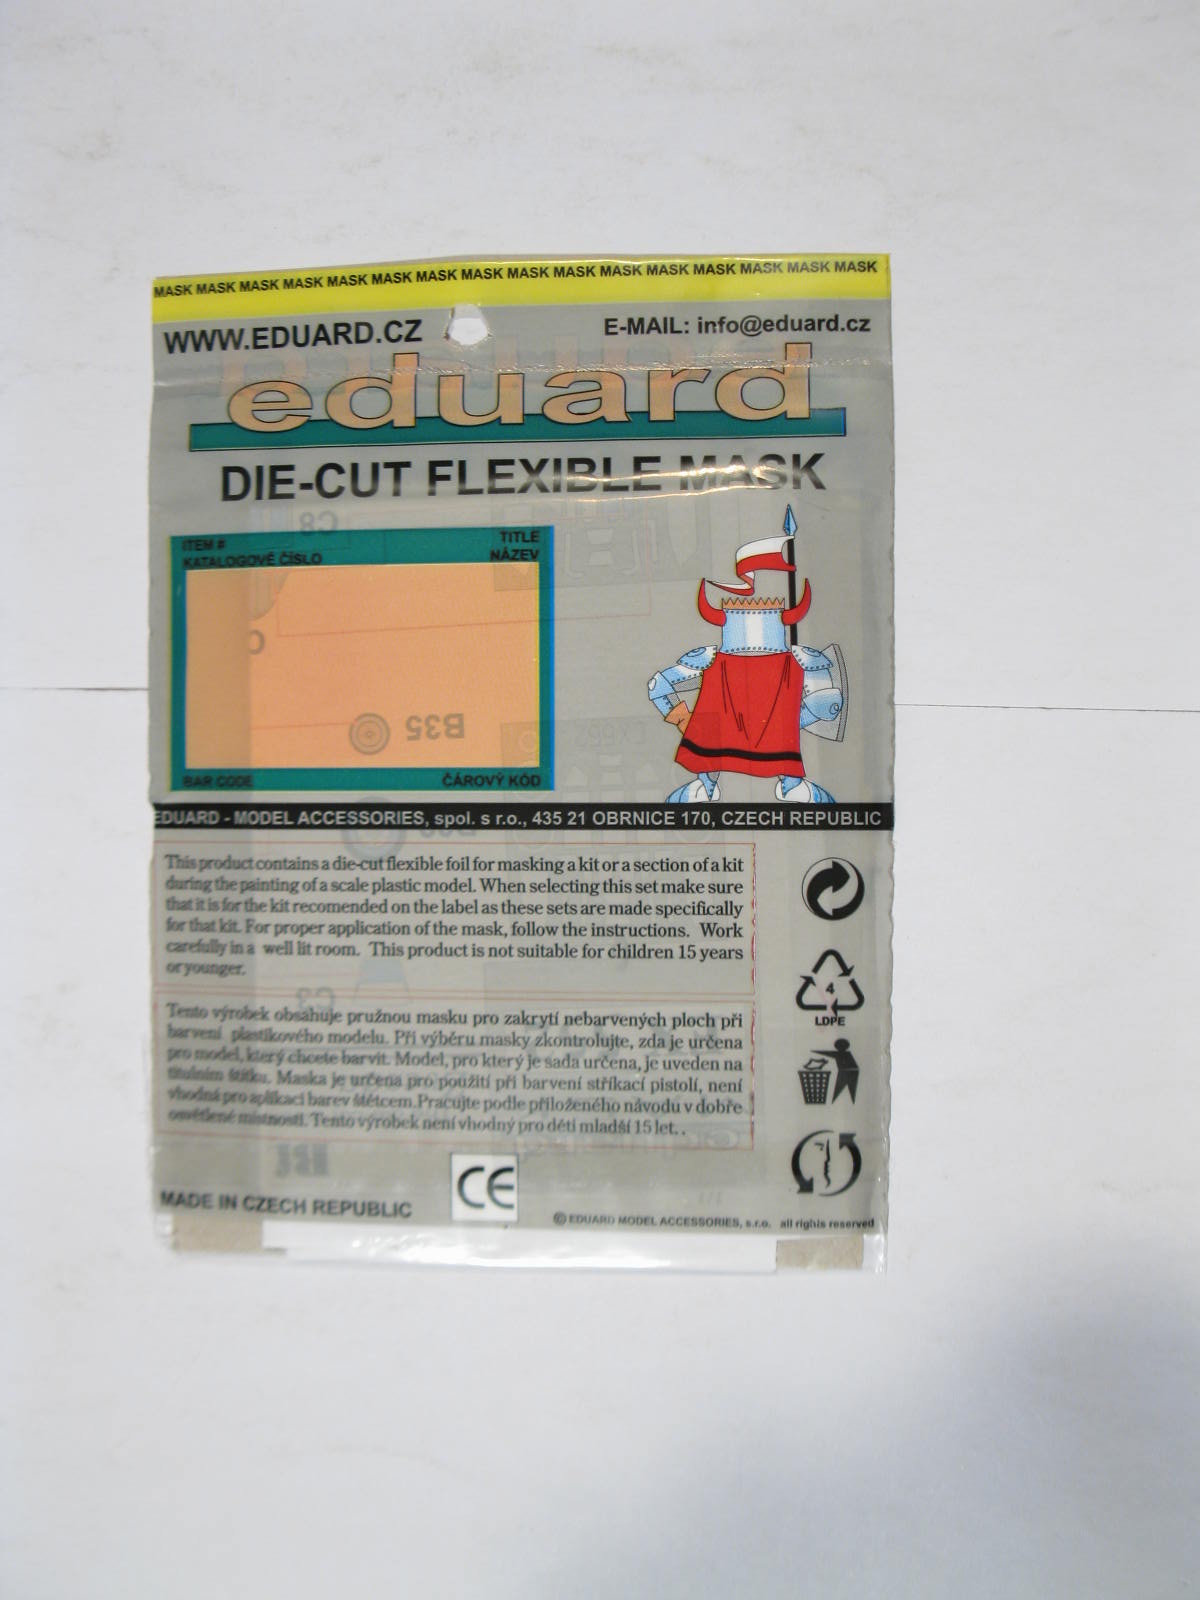 MASK MASK MASK MASK MASK MASK MASK MASK MASK MASK MASK MASK MASK MASK MASK MASK
WWW.EDUARD.CZ
E-MAIL: info@eduard.cz
eduard
DIE-CUT FLEXIBLE MASK
ITEM #
TITLE
KATALOGOVÉ ČÍSLO
NÁZEV
C8
B35
EX662
BAR CODE
ČÁROVÝ KÓD
EDUARD - MODEL ACCESSORIES, spol. s r.o., 435 21 OBRNICE 170, CZECH REPUBLIC
This product contains a die-cut flexible foil for masking a kit or a section of a kit
during the painting of a scale plastic model. When selecting this set make sure
that it is for the kit recomended on the label as these sets are made specifically
for that kit. For proper application of the mask, follow the instructions. Work
carefully in a well lit room. This product is not suitable for children 15 years
or younger.
C3
Tento výrobek obsahuje pružnou masku pro zakrytí nebarvených ploch při
barvení plastikového modelu. Při výběru masky zkontrolujte, zda je určena
pro model, který chcete barvit. Model, pro který je sada určena, je uveden na
titulním štítku. Maska je určena pro použití při barvení stříkací pistolí, není
vhodná pro aplikaci barev štětcem.Pracujte podle přiloženého návodu v dobře
osvětlené místnosti. Tento výrobek není vhodný pro děti mladší 15 let. .
4
LDPE
CE
MADE IN CZECH REPUBLIC
© EDUARD MODEL ACCESSORIES, s.r.o. all righis reserved